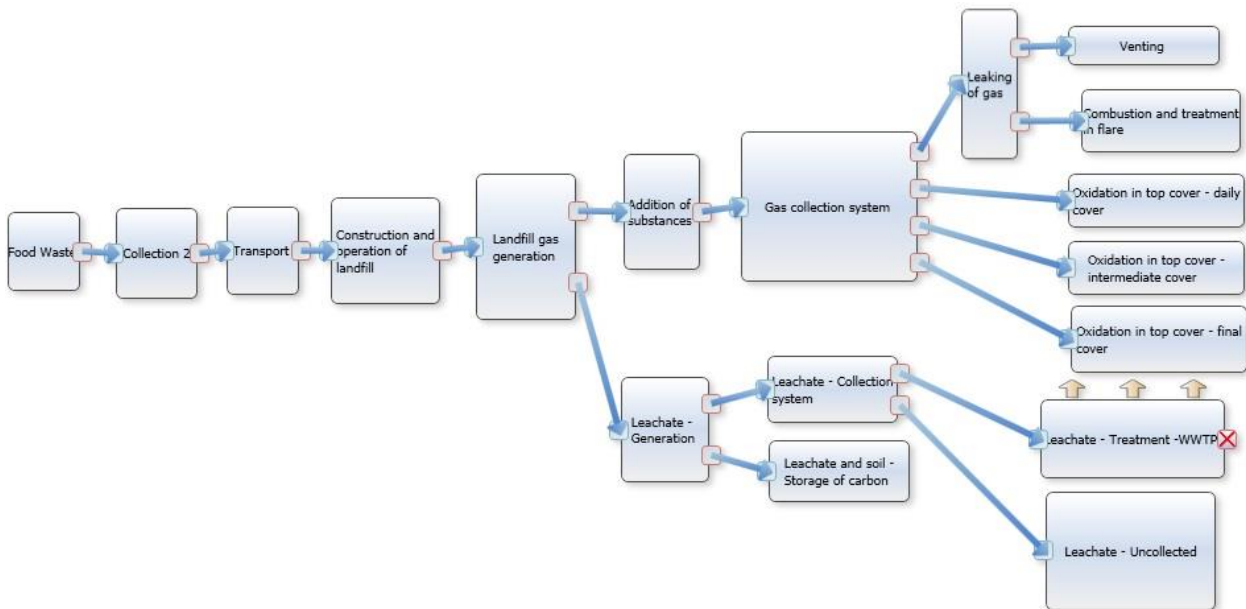 Food Waste
Collection 2
Transport
Construction and
operation of
landfill
Landfill gas
generation
Addition of
substances
Gas collection system
Leaking
of gas
Venting
Combustion and treatment
in flare
Oxidation in top cover - daily
cover
Oxidation in top cover -
intermediate cover
Oxidation in top cover - final
cover
Leachate -
Generation
Leachate - Collection
system
Leachate and soil -
Storage of carbon
Leachate - Treatment -WWTP
Leachate - Uncollected